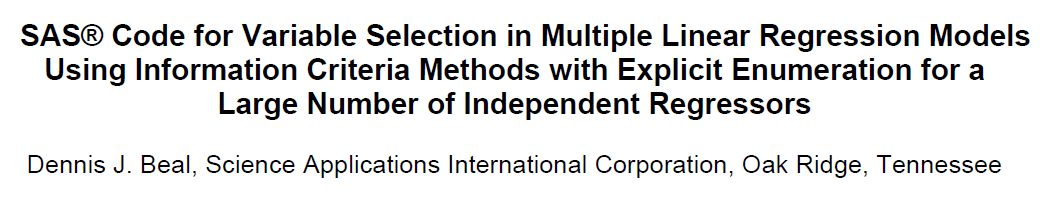 SAS® Code for Variable Selection in Multiple Linear Regression Models
Using Information Criteria Methods with Explicit Enumeration for a
Large Number of Independent Regressors
Dennis J. Beal, Science Applications International Corporation, Oak Ridge, Tennessee